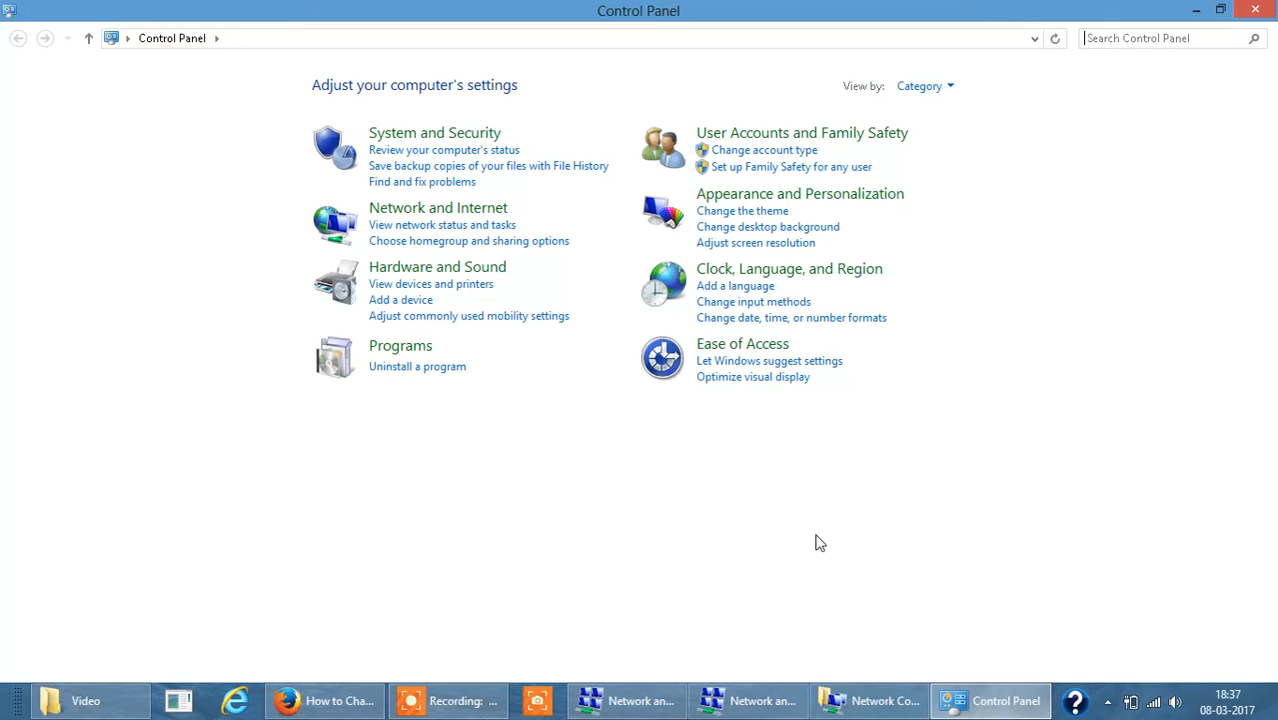 Control Panel
Control Panel
Search Control Panel
Adjust your computer's settings
View by: Category
System and Security
Review your computer's status
Save backup copies of your files with File History
Find and fix problems
Network and Internet
View network status and tasks
Choose homegroup and sharing options
Hardware and Sound
View devices and printers
Add a device
Adjust commonly used mobility settings
Programs
Uninstall a program
User Accounts and Family Safety
Change account type
Set up Family Safety for any user
Appearance and Personalization
Change the theme
Change desktop background
Adjust screen resolution
Clock, Language, and Region
Add a language
Change input methods
Change date, time, or number formats
Ease of Access
Let Windows suggest settings
Optimize visual display
Video
How to Cha...
Recording: ...
Network an...
Network an...
Network Co...
Control Panel
18:37
08-03-2017